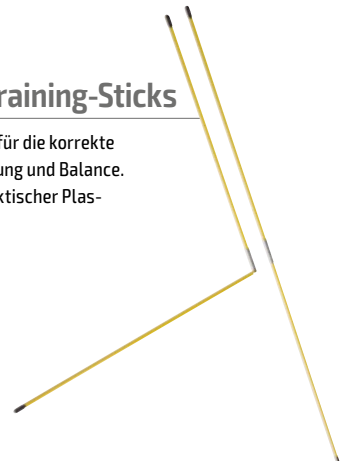 raining-Sticks
für die korrekte
ung und Balance.
ktischer Plas-